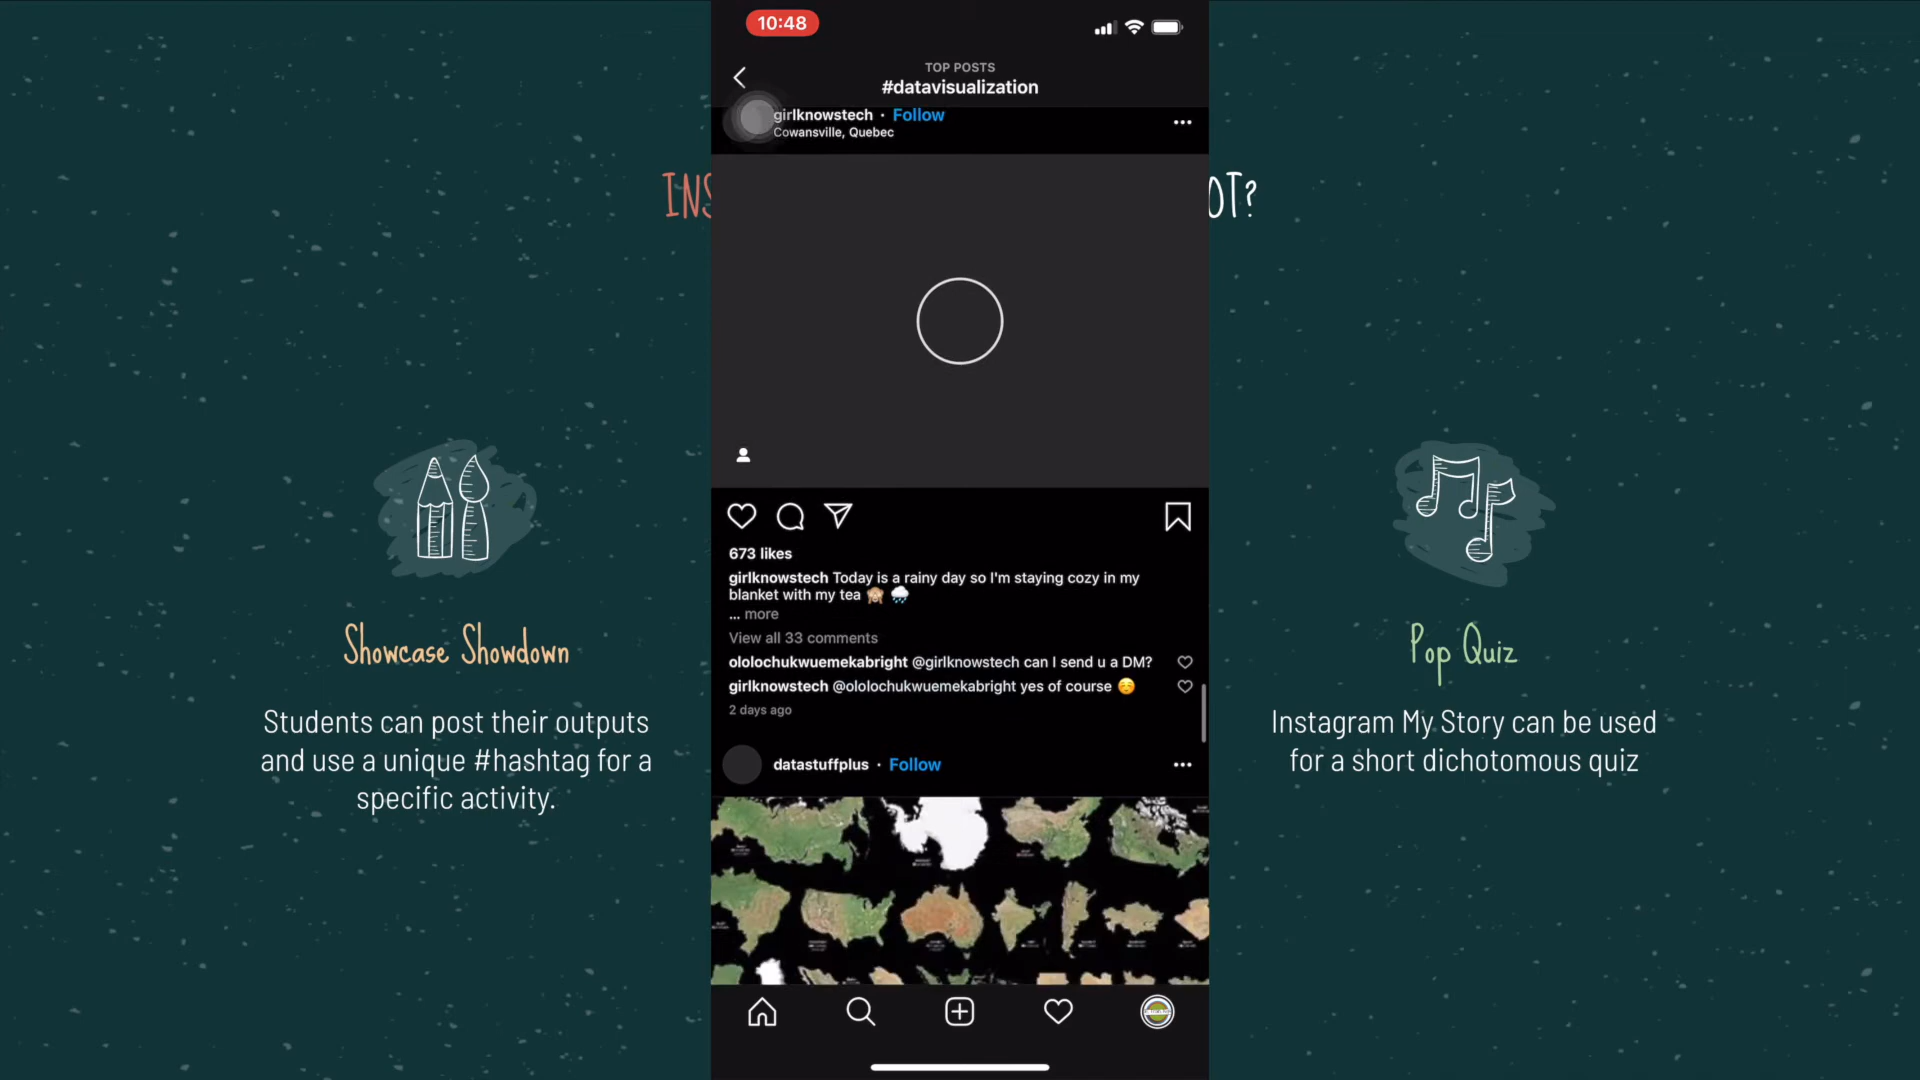 10:48
TOP POSTS
#datavisualization
girlknowstech · Follow
Cowansville, Quebec
INS
OT?
673 likes
girlknowstech Today is a rainy day so I'm staying cozy in my
blanket with my tea 🙈 🌧️
... more
View all 33 comments
ololochukwuemekabright @girlknowstech can I send u a DM?
girlknowstech @ololochukwuemekabright yes of course ☺️
2 days ago
datastuffplus · Follow
Showcase Showdown
Students can post their outputs
and use a unique #hashtag for a
specific activity.
Pop Quiz
Instagram My Story can be used
for a short dichotomous quiz